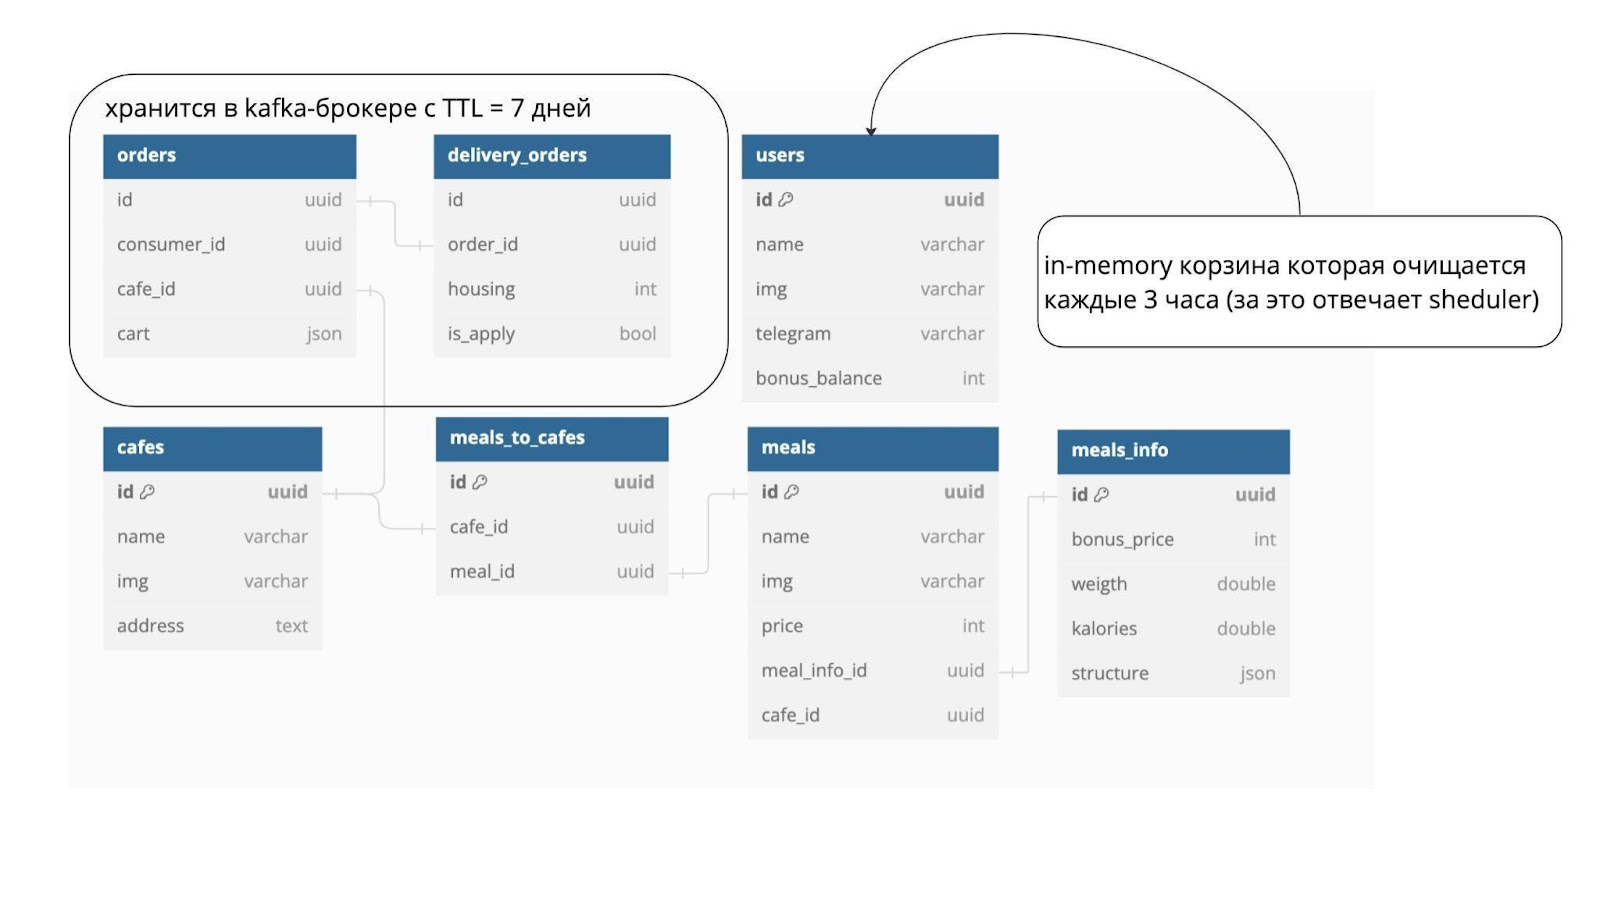 хранится в kafka-брокере с TTL = 7 дней
orders
id uuid
consumer_id uuid
cafe_id uuid
cart json
delivery_orders
id uuid
order_id uuid
housing int
is_apply bool
users
id uuid
name varchar
img varchar
telegram varchar
bonus_balance int
in-memory корзина которая очищается
каждые 3 часа (за это отвечает sheduler)
cafes
id uuid
name varchar
img varchar
address text
meals_to_cafes
id uuid
cafe_id uuid
meal_id uuid
meals
id uuid
name varchar
img varchar
price int
meal_info_id uuid
cafe_id uuid
meals_info
id uuid
bonus_price int
weigth double
kalories double
structure json